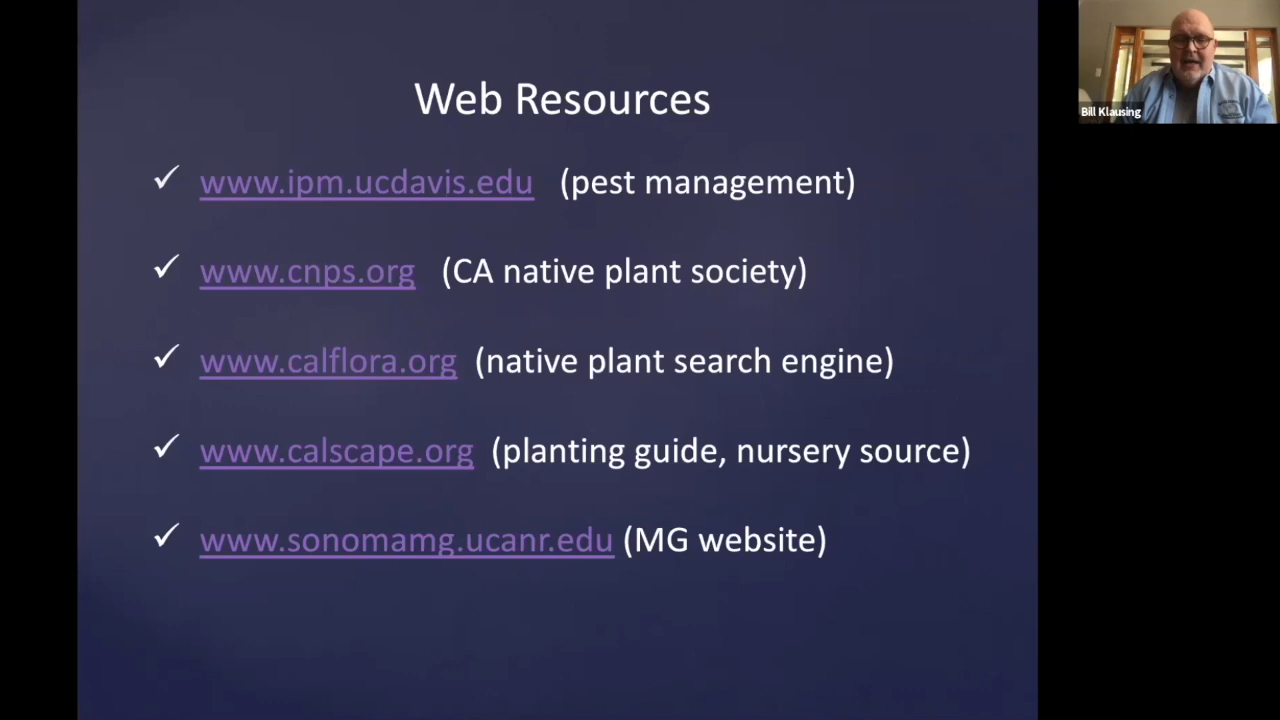 Web Resources
✓ www.ipm.ucdavis.edu (pest management)
✓ www.cnps.org (CA native plant society)
✓ www.calflora.org (native plant search engine)
✓ www.calscape.org (planting guide, nursery source)
✓ www.sonomamg.ucanr.edu (MG website)
Bill Klausing